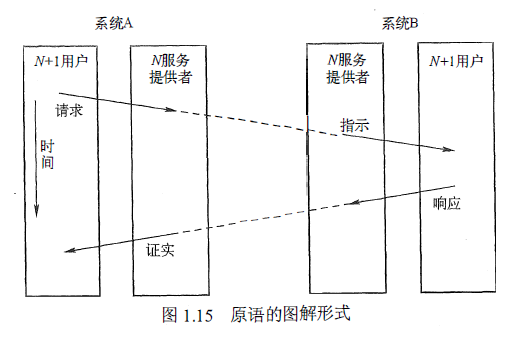 系统A
系统B
N+1用户
N服务
提供者
N服务
提供者
N+1用户
请求
指示
时
间
响应
证实
图 1.15 原语的图解形式